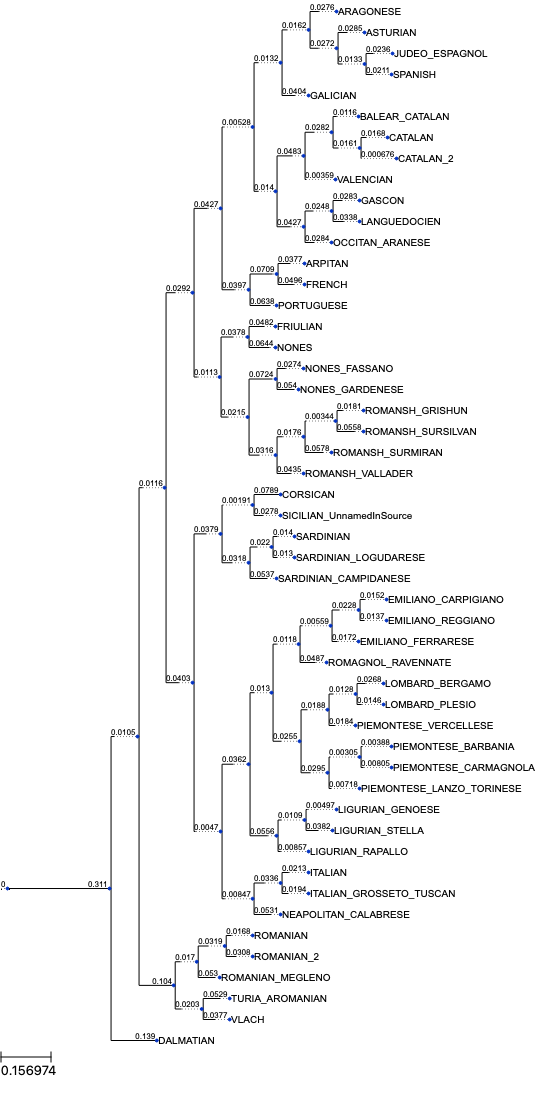 0.0276 ARAGONESE
0.0162
0.0285 ASTURIAN
0.0272
0.0236 JUDEO_ESPAGNOL
0.0132
0.0133
0.0211 SPANISH
0.0404 GALICIAN
0.0116 BALEAR_CATALAN
0.00528
0.0282
0.0168 CATALAN
0.0161
0.0483
0.000676 CATALAN_2
0.00359 VALENCIAN
0.014
0.0283 GASCON
0.0248
0.0427
0.0338 LANGUEDOCIEN
0.0427
0.0284 OCCITAN_ARANESE
0.0377 ARPITAN
0.0709
0.0496 FRENCH
0.0292
0.0397
0.0638 PORTUGUESE
0.0482 FRIULIAN
0.0378
0.0644 NONES
0.0274 NONES_FASSANO
0.0113
0.0724
0.054 NONES_GARDENESE
0.0181 ROMANSH_GRISHUN
0.0215
0.00344
0.0558 ROMANSH_SURSILVAN
0.0176
0.0578 ROMANSH_SURMIRAN
0.0316
0.0435 ROMANSH_VALLADER
0.0116
0.0789 CORSICAN
0.00191
0.0278 SICILIAN_UnnamedInSource
0.0379
0.014 SARDINIAN
0.022
0.013 SARDINIAN_LOGUDARESE
0.0318
0.0537 SARDINIAN_CAMPIDANESE
0.0152 EMILIANO_CARPIGIANO
0.0228
0.0137 EMILIANO_REGGIANO
0.00559
0.0172 EMILIANO_FERRARESE
0.0118
0.0487 ROMAGNOL_RAVENNATE
0.0403
0.0268 LOMBARD_BERGAMO
0.013
0.0128
0.0146 LOMBARD_PLESIO
0.0188
0.0184 PIEMONTESE_VERCELLESE
0.0105
0.0255
0.00388 PIEMONTESE_BARBANIA
0.00305
0.0362
0.00805 PIEMONTESE_CARMAGNOLA
0.0295
0.00718 PIEMONTESE_LANZO_TORINESE
0.00497 LIGURIAN_GENOESE
0.0109
0.0047
0.0382 LIGURIAN_STELLA
0.0556
0.00857 LIGURIAN_RAPALLO
0.0213 ITALIAN
0.0336
0
0.311
0.0194 ITALIAN_GROSSETO_TUSCAN
0.00847
0.0531 NEAPOLITAN_CALABRESE
0.0168 ROMANIAN
0.0319
0.0308 ROMANIAN_2
0.017
0.053 ROMANIAN_MEGLENO
0.104
0.0529 TURIA_AROMANIAN
0.0203
0.0377 VLACH
0.139 DALMATIAN
0.156974